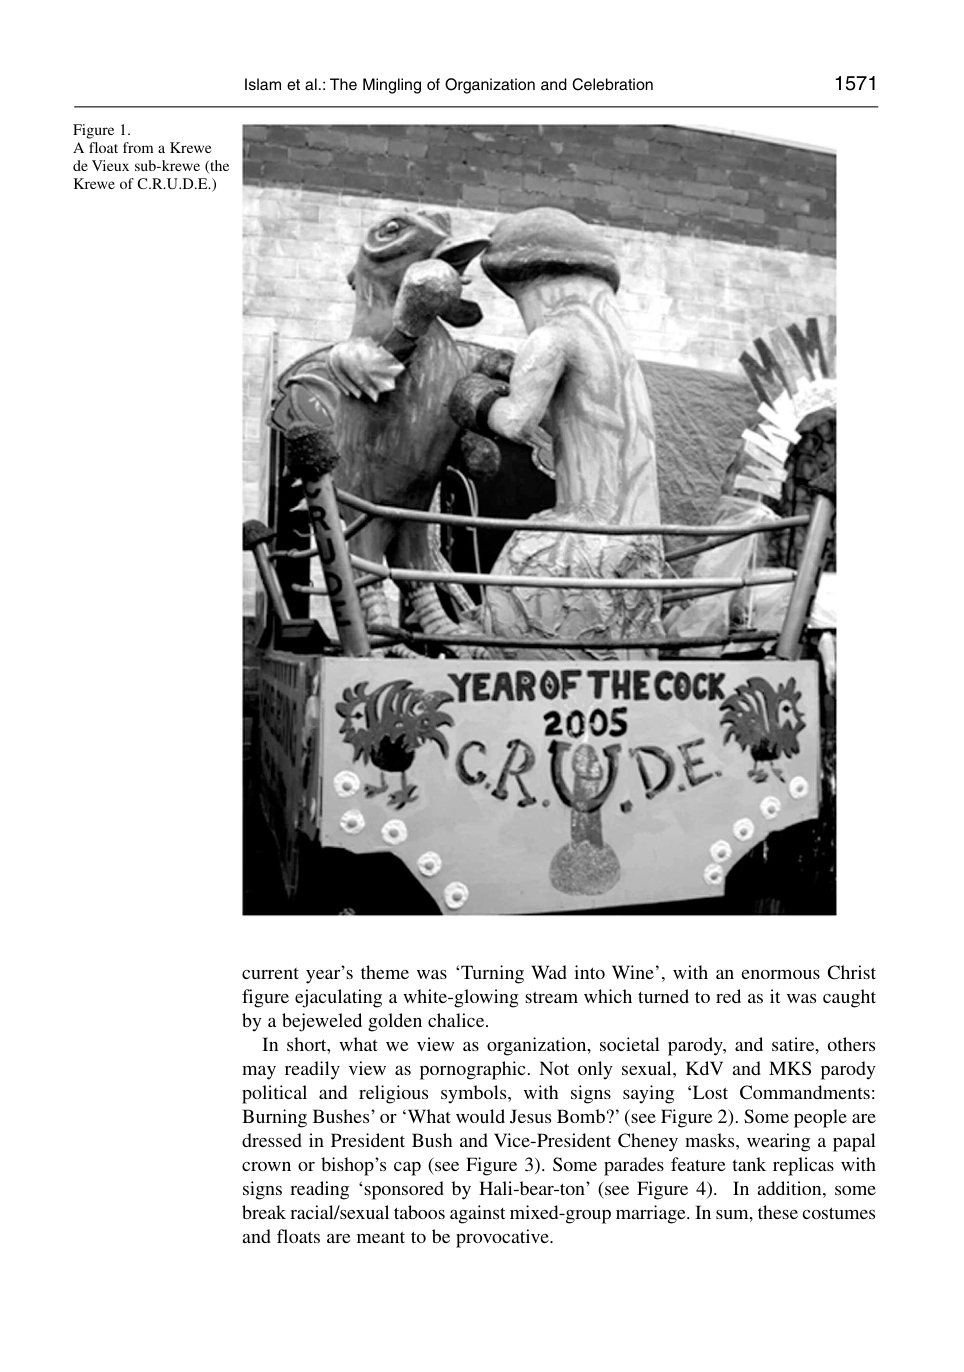 Islam et al.: The Mingling of Organization and Celebration 1571
Figure 1.
A float from a Krewe
de Vieux sub-krewe (the
Krewe of C.R.U.D.E.)
CRUDE
YEAR OF THE COCK
2005
C.R.U.D.E.
current year’s theme was ‘Turning Wad into Wine’, with an enormous Christ
figure ejaculating a white-glowing stream which turned to red as it was caught
by a bejeweled golden chalice.
In short, what we view as organization, societal parody, and satire, others
may readily view as pornographic. Not only sexual, KdV and MKS parody
political and religious symbols, with signs saying ‘Lost Commandments:
Burning Bushes’ or ‘What would Jesus Bomb?’ (see Figure 2). Some people are
dressed in President Bush and Vice-President Cheney masks, wearing a papal
crown or bishop’s cap (see Figure 3). Some parades feature tank replicas with
signs reading ‘sponsored by Hali-bear-ton’ (see Figure 4). In addition, some
break racial/sexual taboos against mixed-group marriage. In sum, these costumes
and floats are meant to be provocative.